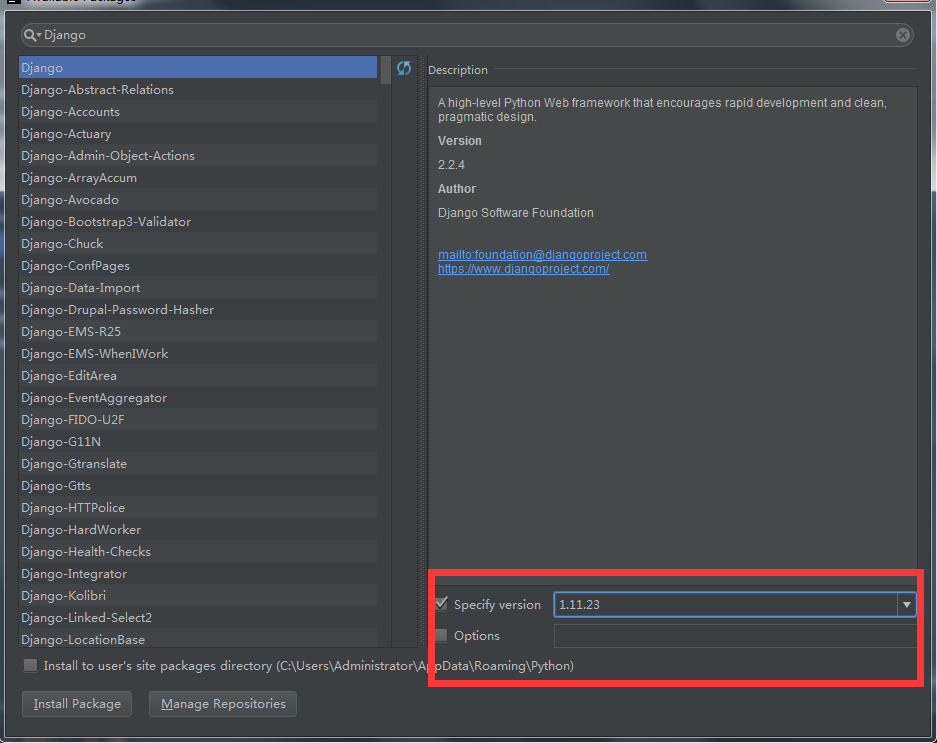 Available Packages
Django
Django
Django-Abstract-Relations
Django-Accounts
Django-Actuary
Django-Admin-Object-Actions
Django-ArrayAccum
Django-Avocado
Django-Bootstrap3-Validator
Django-Chuck
Django-ConfPages
Django-Data-Import
Django-Drupal-Password-Hasher
Django-EMS-R25
Django-EMS-WhenIWork
Django-EditArea
Django-EventAggregator
Django-FIDO-U2F
Django-G11N
Django-Gtranslate
Django-Gtts
Django-HTTPolice
Django-HardWorker
Django-Health-Checks
Django-Integrator
Django-Kolibri
Django-Linked-Select2
Django-LocationBase
Description
A high-level Python Web framework that encourages rapid development and clean,
pragmatic design.
Version
2.2.4
Author
Django Software Foundation
mailto:foundation@djangoproject.com
https://www.djangoproject.com/
Specify version 1.11.23
Options
Install to user's site packages directory (C:\Users\Administrator\AppData\Roaming\Python)
Install Package Manage Repositories